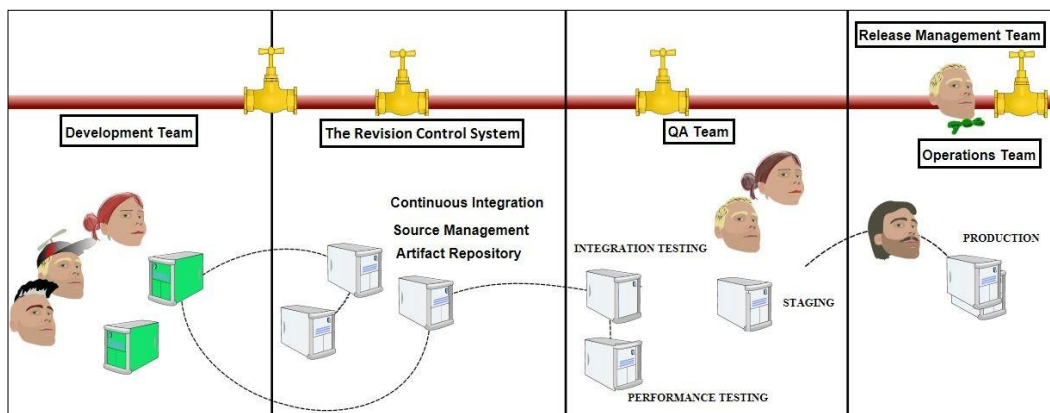 Release Management Team
Development Team
The Revision Control System
QA Team
Operations Team
Continuous Integration
Source Management
Artifact Repository
INTEGRATION TESTING
PRODUCTION
STAGING
PERFORMANCE TESTING